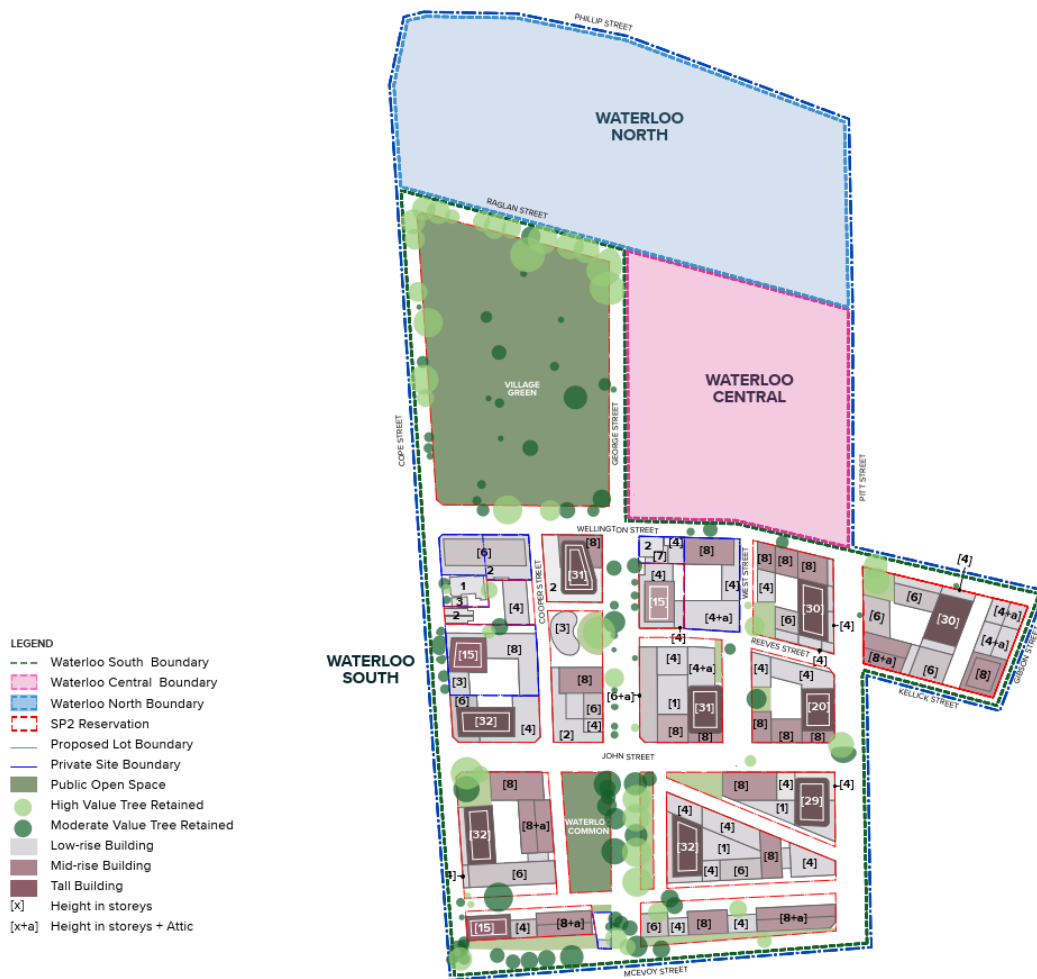 PHILLIP STREET
WATERLOO
NORTH
RAGLAN STREET
VILLAGE
GREEN
WATERLOO
CENTRAL
COPE STREET
GEORGE STREET
PITT STREET
WELLINGTON STREET
[6]
2
1
3
2
[4]
COOPER STREET
[8]
[31]
2
[3]
2
[4]
[7]
[8]
[4]
[15]
[4]
[4+a]
[4]
WEST STREET
[8]
[8]
[8]
[30]
[6]
[4]
[4]
REEVES STREET
[4]
[6]
[30]
[4+a]
[4+a]
[6]
[8+a]
[6]
[8]
GIBSON STREET
KELLICK STREET
WATERLOO
SOUTH
[15]
[8]
[3]
[6]
[32]
[4]
[8]
[6]
[4]
[2]
[6+a]
[4]
[4+a]
[1]
[31]
[8]
[8]
[4]
[4]
[20]
[8]
[8]
[8]
JOHN STREET
[8]
[32]
[8+a]
[6]
4]
WATERLO
COMMON
[8]
[4]
[1]
[29]
[4]
[4]
[4]
[32]
[1]
[8]
[4]
[6]
[4]
[15]
[4]
[8+a]
[6]
[4]
[8]
[4]
[8+a]
MCEVOY STREET
LEGEND
Waterloo South Boundary
Waterloo Central Boundary
Waterloo North Boundary
SP2 Reservation
Proposed Lot Boundary
Private Site Boundary
Public Open Space
High Value Tree Retained
Moderate Value Tree Retained
Low-rise Building
Mid-rise Building
Tall Building
[x] Height in storeys
[x+a] Height in storeys + Attic